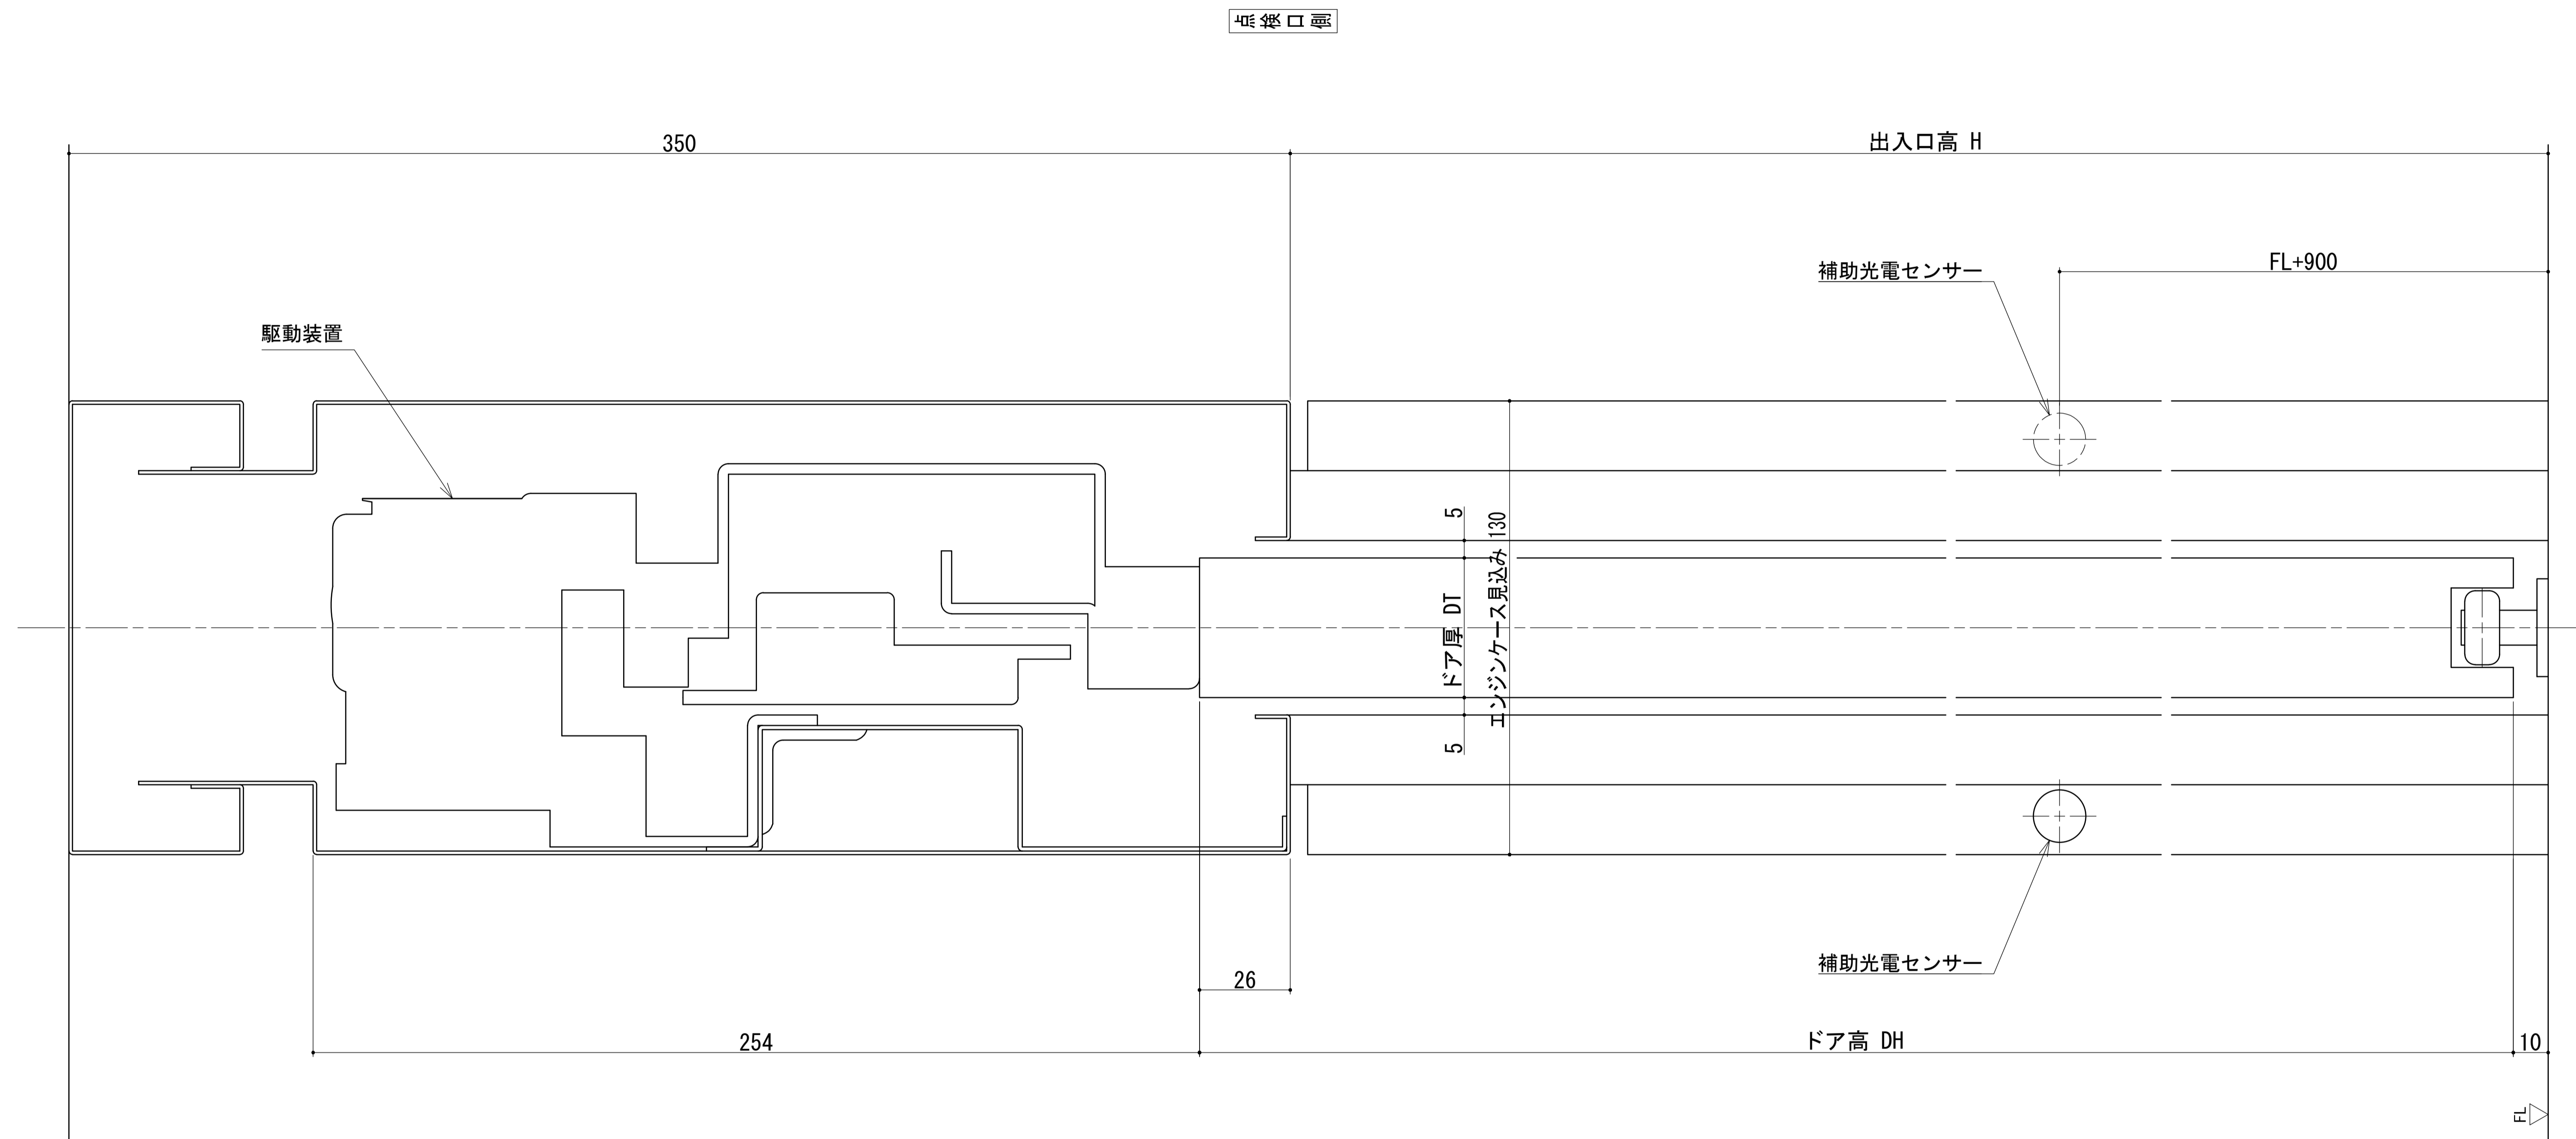 点検口側
350
出入口高 H
FL+900
補助光電センサー
駆動装置
5
エンジンケース見込み 130
ドア厚 DT
5
補助光電センサー
26
254
ドア高 DH
10
FL